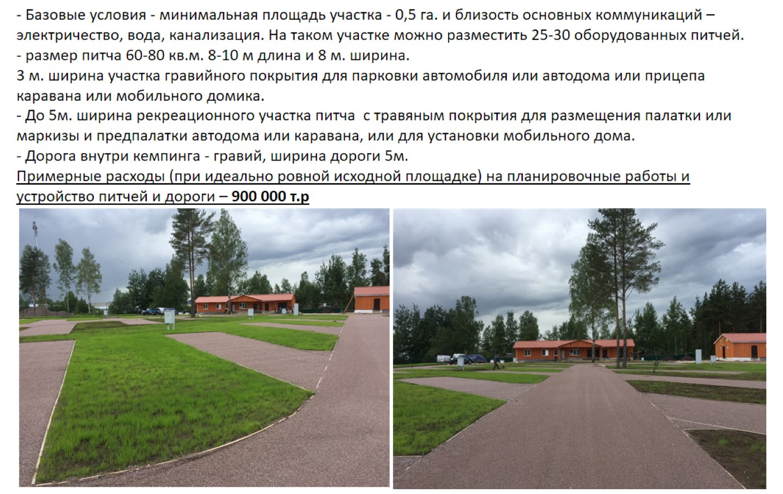 - Базовые условия - минимальная площадь участка - 0,5 га. и близость основных коммуникаций –
электричество, вода, канализация. На таком участке можно разместить 25-30 оборудованных питчей.
- размер питча 60-80 кв.м. 8-10 м длина и 8 м. ширина.
3 м. ширина участка гравийного покрытия для парковки автомобиля или автодома или прицепа
каравана или мобильного домика.
- До 5м. ширина рекреационного участка питча  с травяным покрытия для размещения палатки или
маркизы и предпалатки автодома или каравана, или для установки мобильного дома.
- Дорога внутри кемпинга - гравий, ширина дороги 5м.
Примерные расходы (при идеально ровной исходной площадке) на планировочные работы и
устройство питчей и дороги – 900 000 т.р